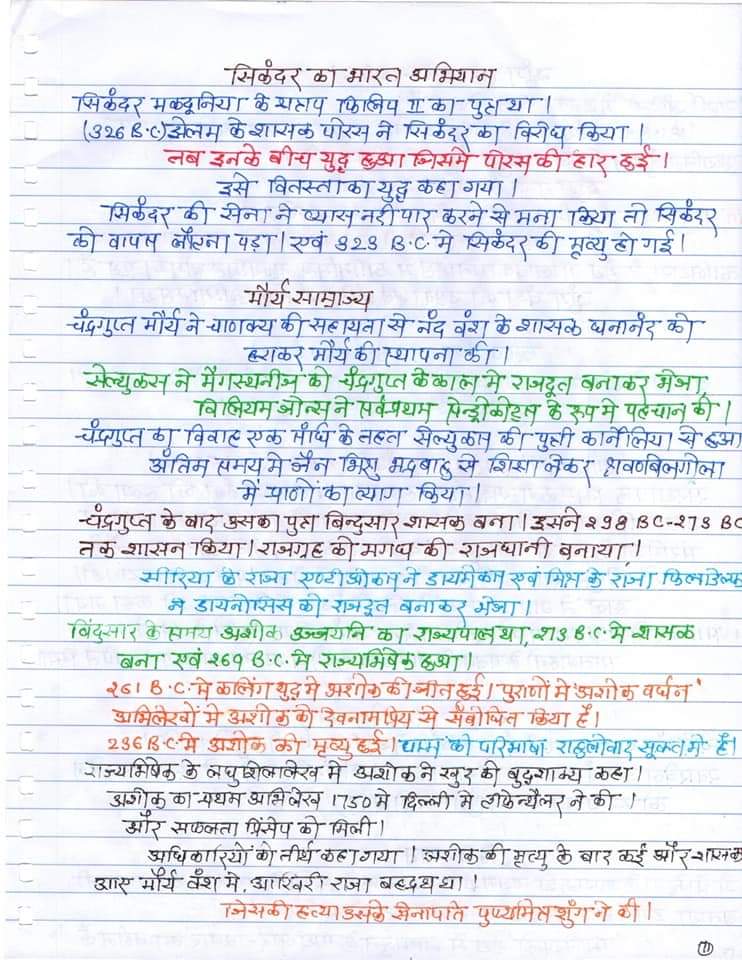 सिकंदर का भारत अभियान
सिकंदर मकदूनिया के क्षत्रप फिलिप II का पुत्र था।
(326 B.C.) झेलम के शासक पोरस ने सिकंदर का विरोध किया।
तब इनके बीच युद्ध हुआ जिसमे पोरस की हार हुई।
इसे वितस्ता का युद्ध कहा गया।
सिकंदर की सेना ने व्यास नदी पार करने से मना किया तो सिकंदर
को वापस लौटना पड़ा। एवं 323 B.C. मे सिकंदर की मृत्यु हो गई।
मौर्य साम्राज्य
चंद्रगुप्त मौर्य ने चाणक्य की सहायता से नंद वंश के शासक घनानंद को
हराकर मौर्य की स्थापना की।
सेल्युकस ने मैगस्थनीज को चंद्रगुप्त के काल मे राजदूत बनाकर भेजा,
विलियम जोन्स ने सर्वप्रथम सेन्ड्रोकोट्स के रूप मे पहचान की।
चंद्रगुप्त का विवाह एक संधि के तहत सेल्युकस की पुत्री कार्नेलिया से हुआ
अंतिम समय मे जैन भिक्षु भद्रबाहु से शिक्षा लेकर श्रवणबेलगोला
में प्राणों का त्याग किया।
चंद्रगुप्त के बाद उसका पुत्र बिन्दुसार शासक बना। इसने 298 BC-273 BC
तक शासन किया। राजग्रह को मगध की राजधानी बनाया,।
सीरिया के राजा एण्टीओकस ने डायमेकस एवं मिस्र के राजा फिलाडेल्फ
ने डायनोसिस को राजदूत बनाकर भेजा।
बिंदुसार के समय अशोक उज्जयनि का राज्यपाल था, 273 B.C. मे शासक
बना एवं 269 B.C. मे राज्यभिषेक हुआ।
261 B.C. मे कलिंग युद्ध मे अशोक की जीत हुई। पुराणों मे 'अशोक वर्धन'
अभिलेखों मे अशोक को देवनामप्रिय से संबोधित किया है।
236 B.C. मे अशोक की मृत्यु हुई। धम्म की परिभाषा राहुलोवाद सूक्त मे है।
राज्यभिषेक के लघु शिलालेख मे अशोक ने खुद को बुद्धशाक्य कहा।
अशोक का प्रथम अभिलेख 1750 मे दिल्ली मे टीफेन्थैलर ने की।
और सफलता प्रिंसेप को मिली।
अधिकारियों को तीर्थ कहा गया। अशोक की मृत्यु के बार कई और शासक
आए मौर्य वंश मे, आखिरी राजा बृहद्रथ था।
जिसकी हत्या उसके सेनापति पुष्यमित्र शुंग ने की।
11